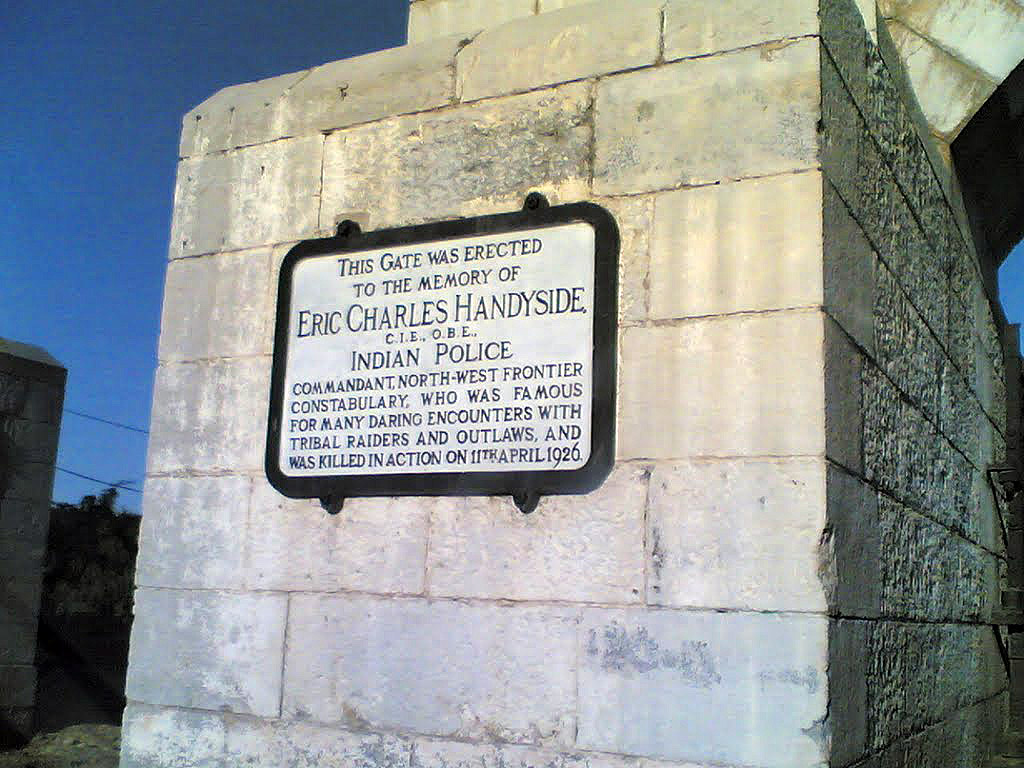 THIS GATE WAS ERECTED
TO THE MEMORY OF
ERIC CHARLES HANDYSIDE,
C.I.E., O.B.E.,
INDIAN POLICE
COMMANDANT, NORTH-WEST FRONTIER
CONSTABULARY, WHO WAS FAMOUS
FOR MANY DARING ENCOUNTERS WITH
TRIBAL RAIDERS AND OUTLAWS, AND
WAS KILLED IN ACTION ON 11TH APRIL 1926.